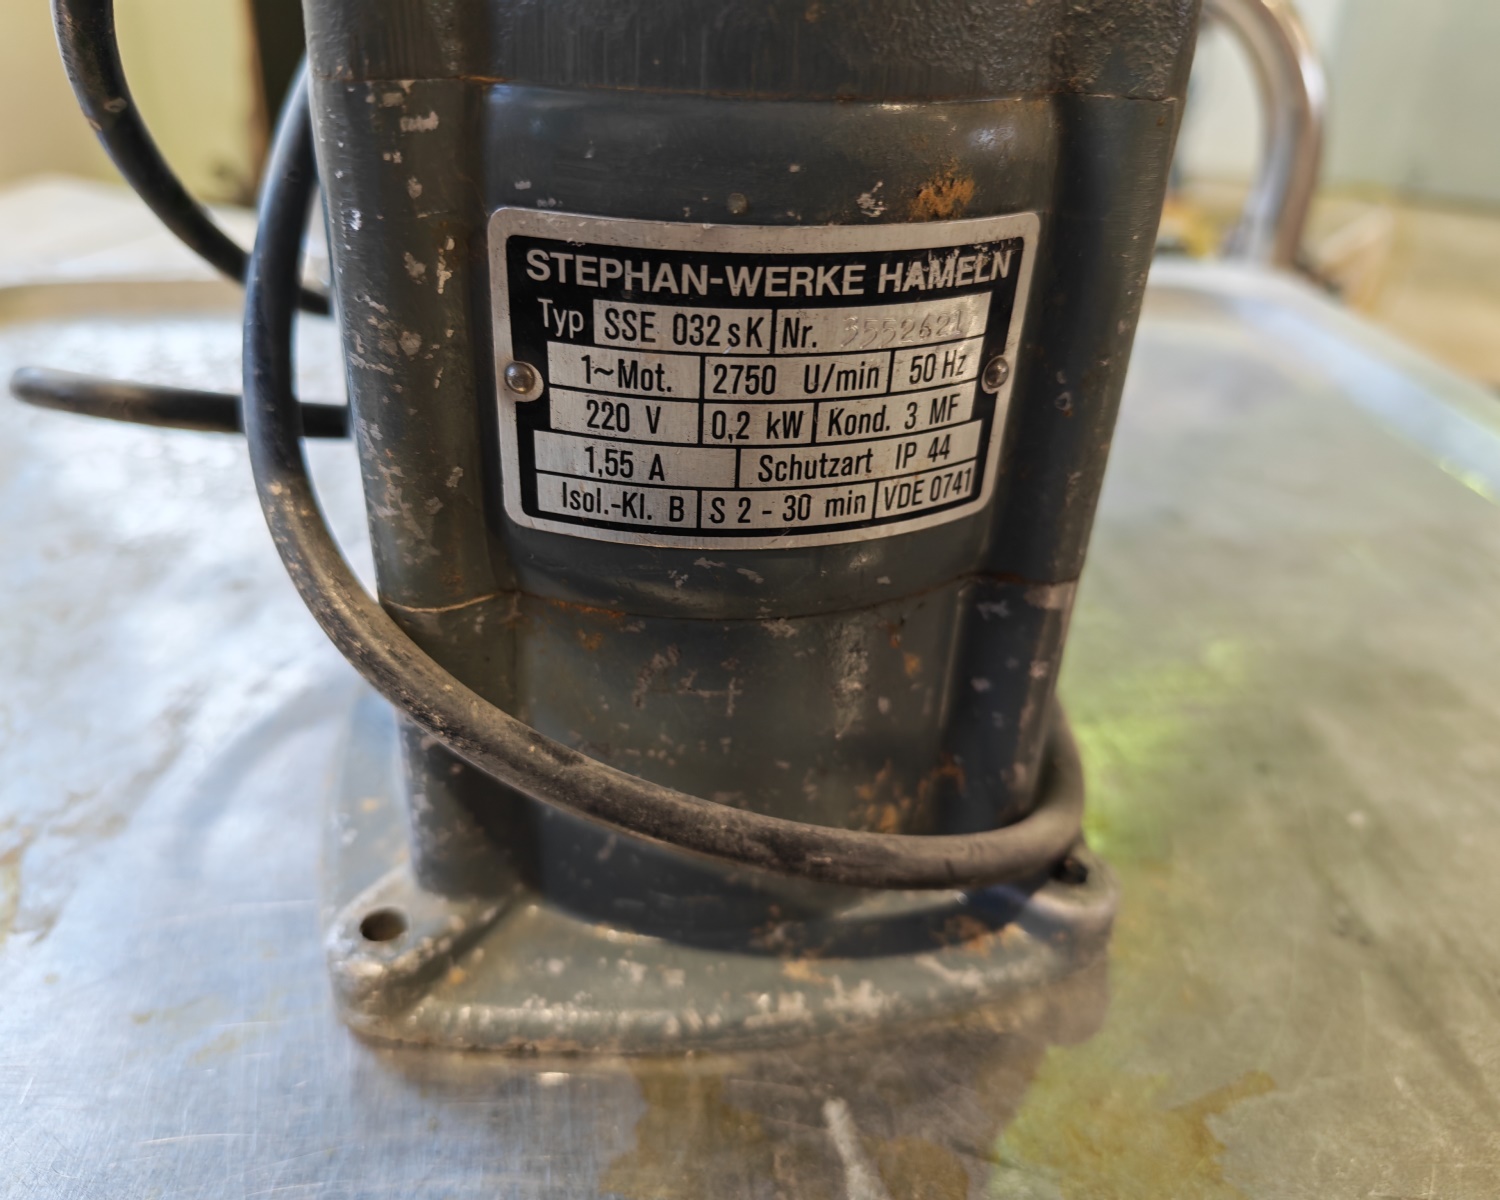 STEPHAN-WERKE HAMELN
Typ SSE 032 sK Nr.
1~Mot. 2750 U/min 50 Hz
220 V 0,2 kW Kond. 3 MF
1,55 A Schutzart IP 44
Isol.-Kl. B S 2 - 30 min VDE 0741